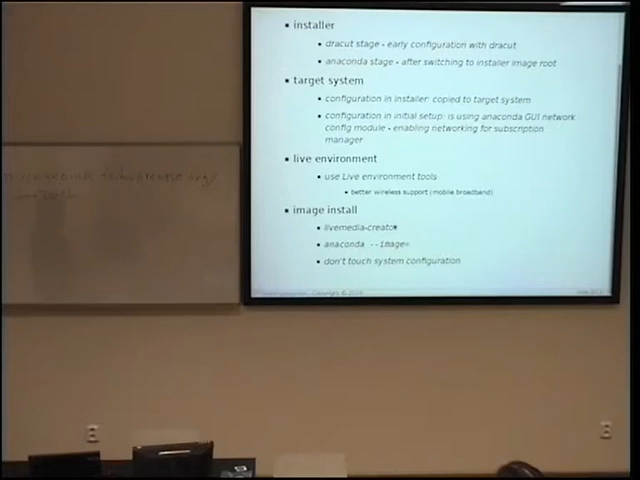 installer
dracut stage - early configuration with dracut
anaconda stage - after switching to installer image root
target system
configuration in installer: copied to target system
configuration in initial setup: is using anaconda GUI network
config module - enabling networking for subscription
manager
live environment
use Live environment tools
better wireless support (mobile broadband)
image install
livemedia-creator
anaconda --image=
don't touch system configuration